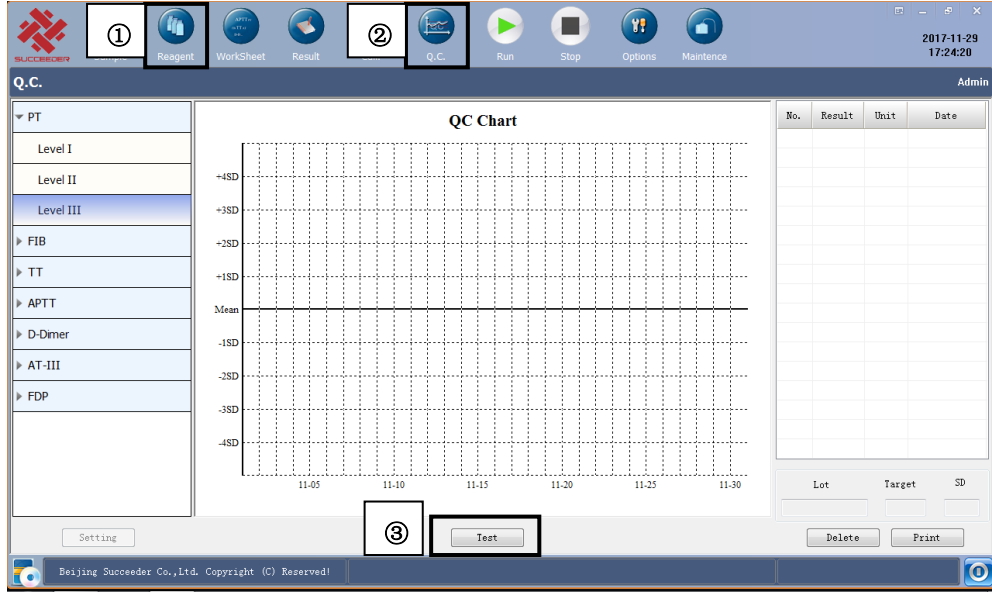 SUCCEEDER
①
Reagent
WorkSheet
Result
②
Q.C.
Run
Stop
Options
Maintence
2017-11-29
17:24:20
Q.C.
Admin
PT
Level I
Level II
Level III
FIB
TT
APTT
D-Dimer
AT-III
FDP
QC Chart
+4SD
+3SD
+2SD
+1SD
Mean
-1SD
-2SD
-3SD
-4SD
11-05 11-10 11-15 11-20 11-25 11-30
No. Result Unit Date
Lot Target SD
Setting
③
Test
Delete Print
Beijing Succeeder Co.,Ltd. Copyright (C) Reserved!